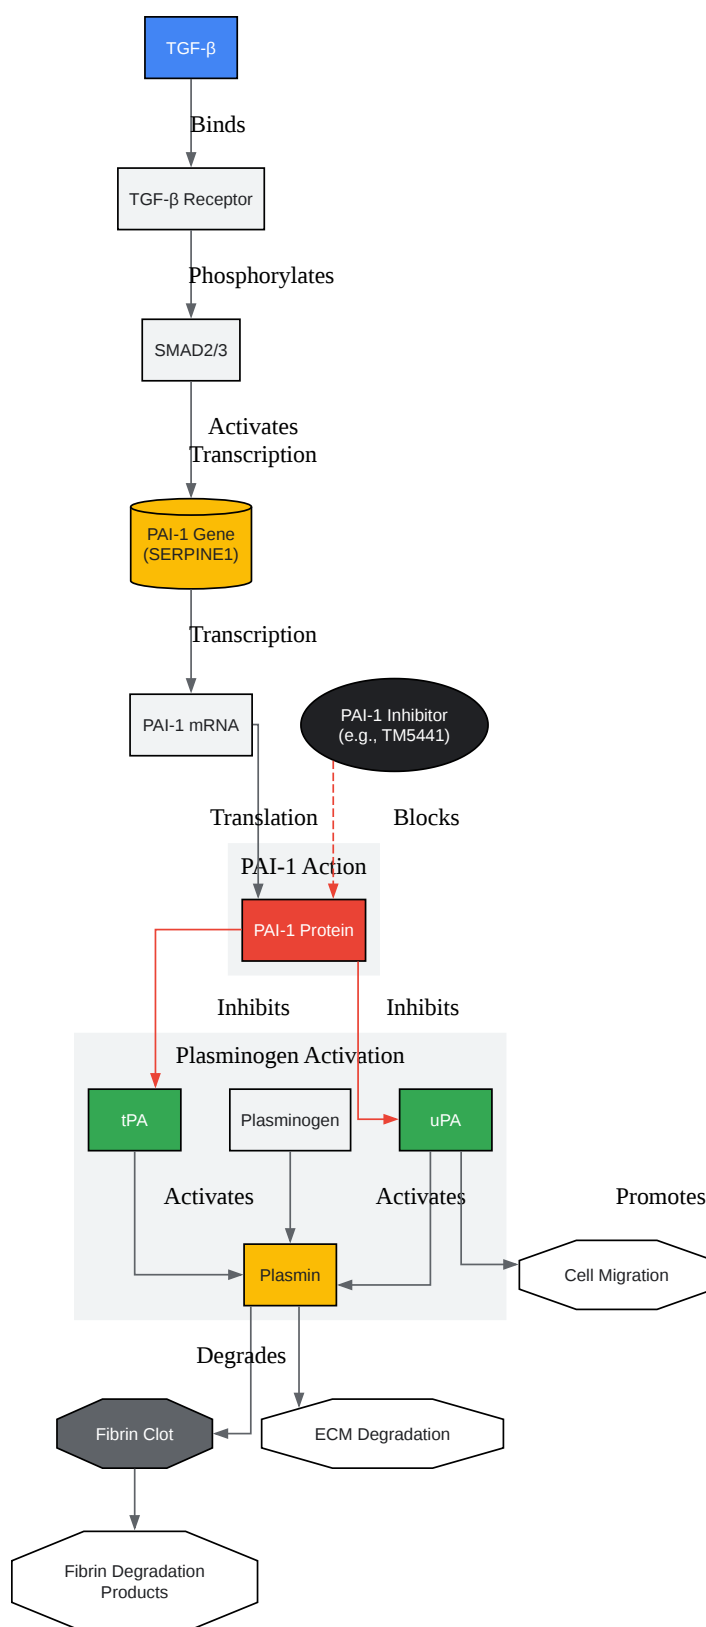 TGF-β
Binds
TGF-β Receptor
Phosphorylates
SMAD2/3
Activates
Transcription
PAI-1 Gene
(SERPINE1)
Transcription
PAI-1 mRNA
PAI-1 Inhibitor
(e.g., TM5441)
Translation
Blocks
PAI-1 Action
PAI-1 Protein
Inhibits
Inhibits
Plasminogen Activation
tPA
Plasminogen
uPA
Activates
Activates
Promotes
Plasmin
Cell Migration
Degrades
Fibrin Clot
ECM Degradation
Fibrin Degradation
Products